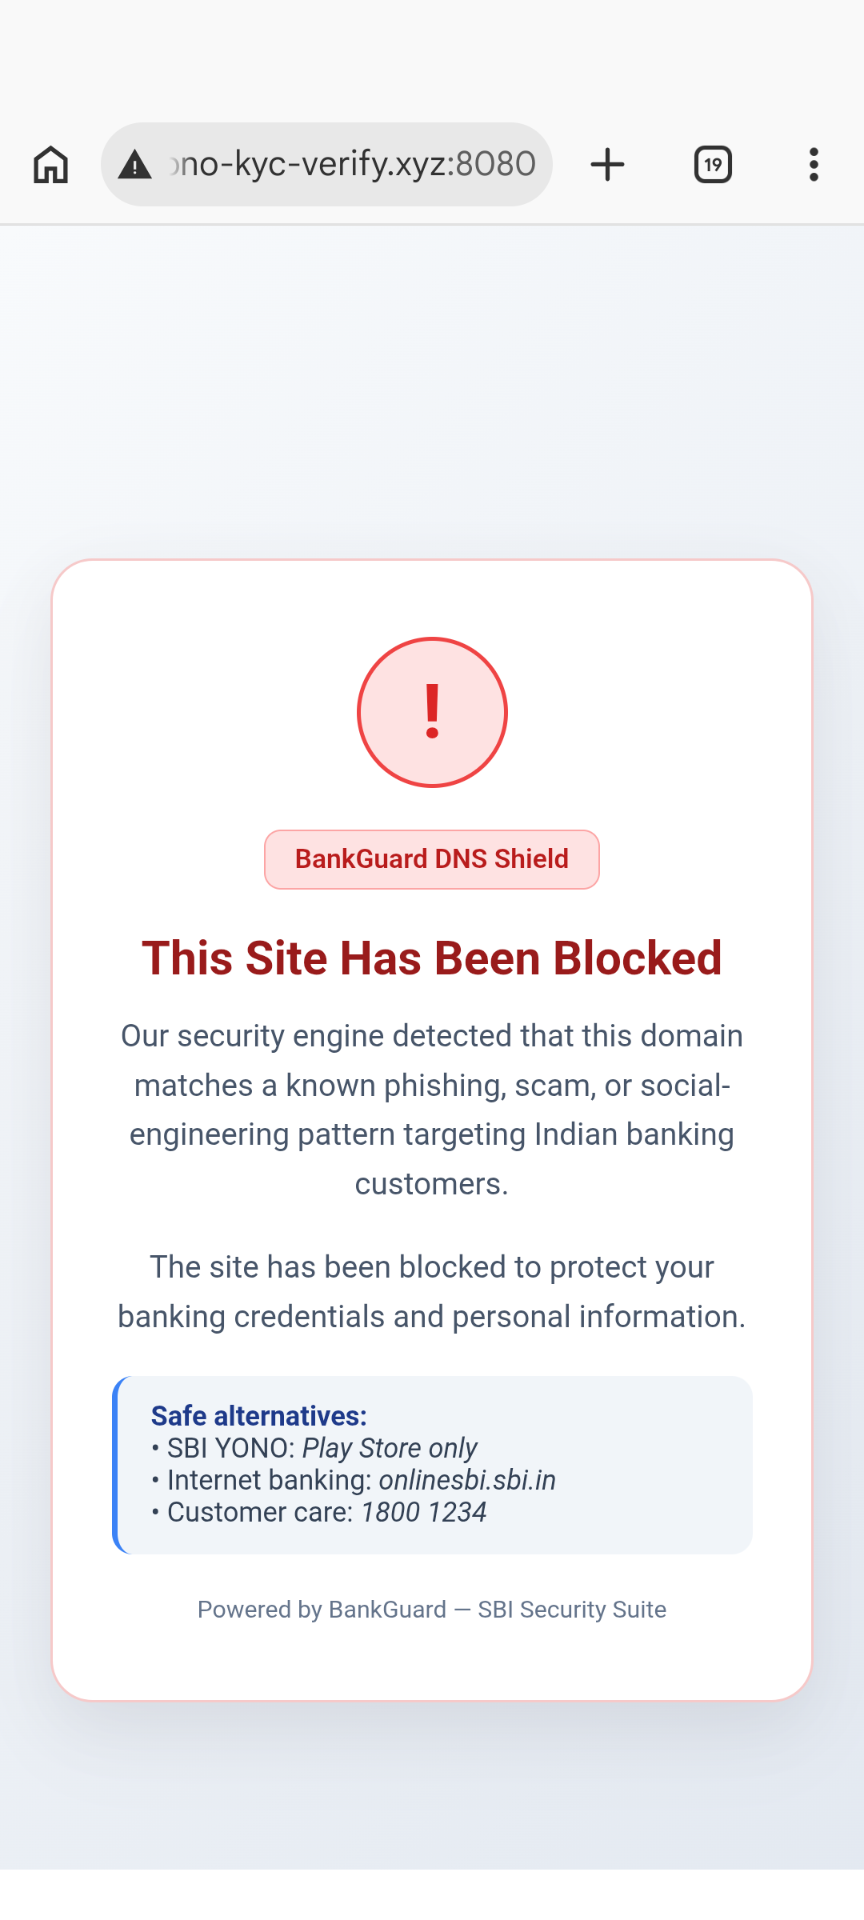 no-kyc-verify.xyz:8080
19
!
BankGuard DNS Shield
This Site Has Been Blocked
Our security engine detected that this domain
matches a known phishing, scam, or social-
engineering pattern targeting Indian banking
customers.
The site has been blocked to protect your
banking credentials and personal information.
Safe alternatives:
• SBI YONO: Play Store only
• Internet banking: onlinesbi.sbi.in
• Customer care: 1800 1234
Powered by BankGuard — SBI Security Suite